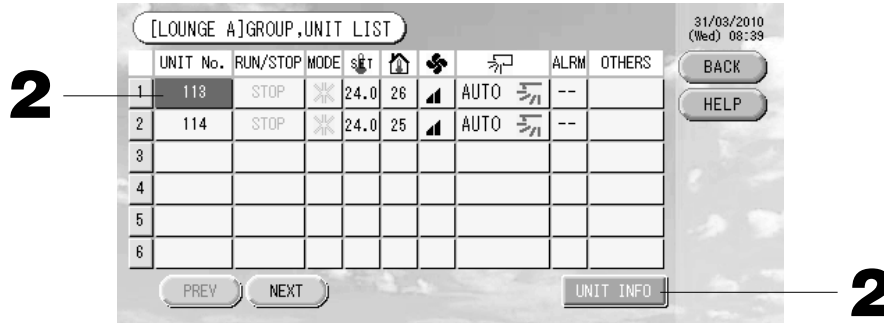 [LOUNGE A]GROUP,UNIT LIST
31/03/2010
(Wed) 08:39
UNIT No. RUN/STOP MODE SET ALRM OTHERS
BACK
HELP
2
1 113 STOP 24.0 26 AUTO --
2 114 STOP 24.0 25 AUTO --
3
4
5
6
PREV NEXT UNIT INFO
2